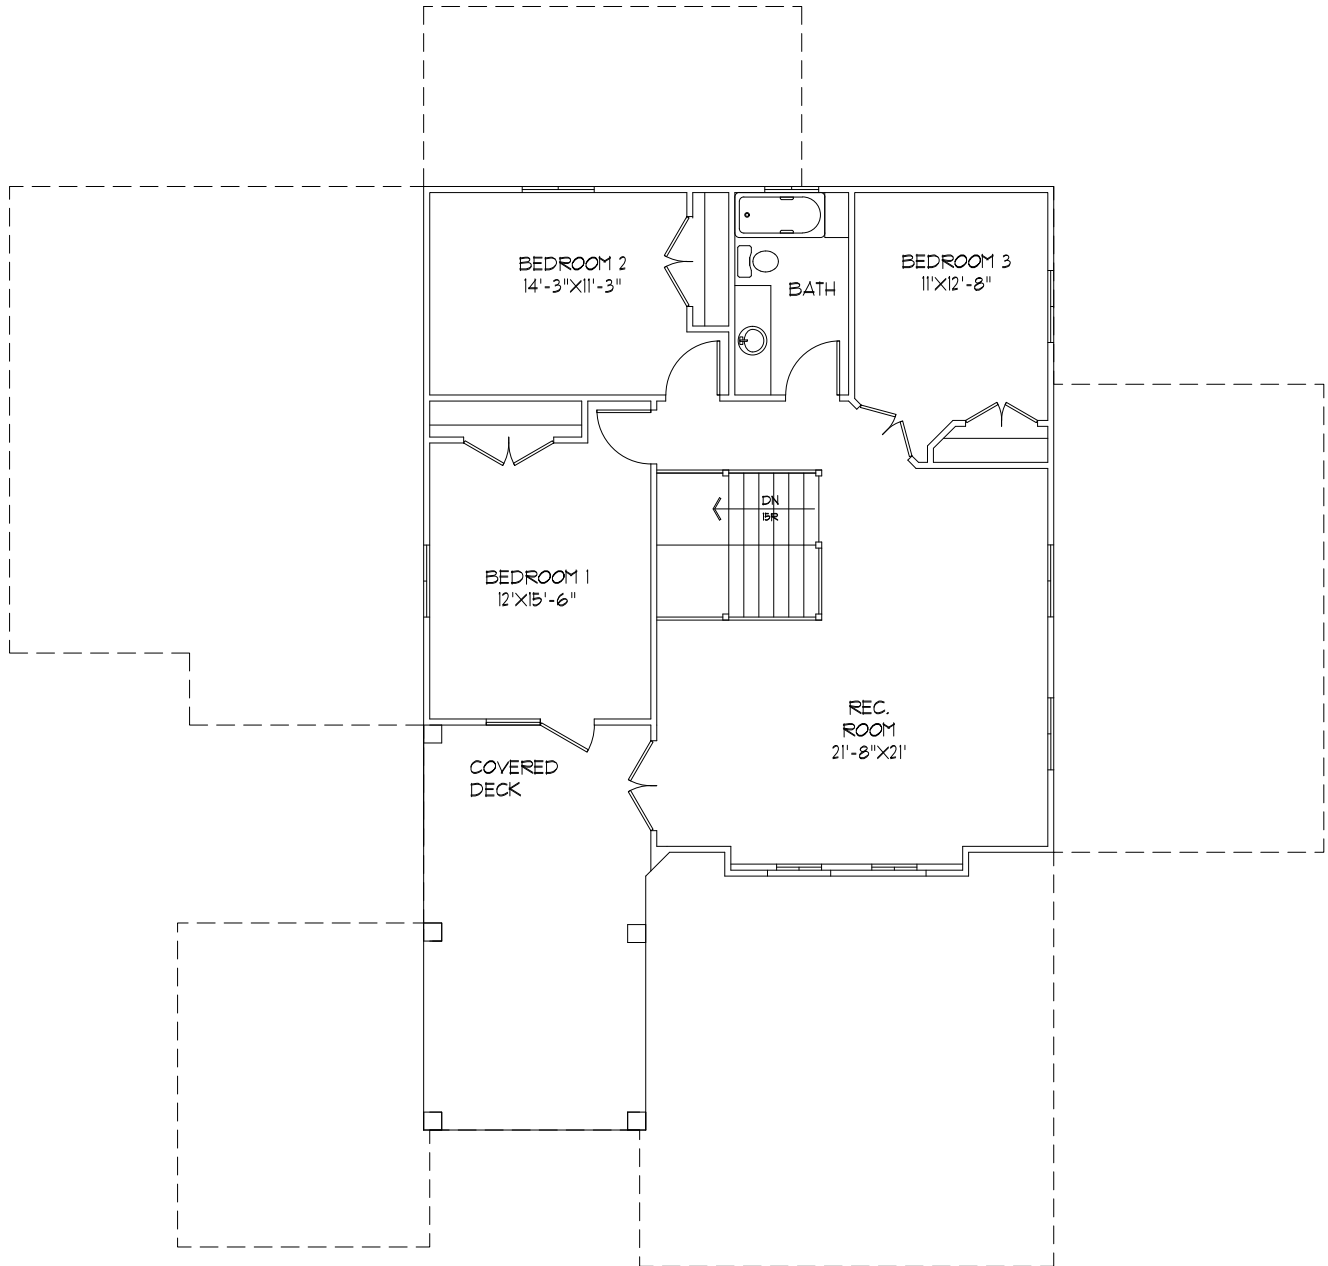 BEDROOM 2
14'-3"X11'-3"
BATH
BEDROOM 3
11'X12'-8"
DN
15R
BEDROOM 1
12'X15'-6"
REC.
ROOM
21'-8"X21'
COVERED
DECK